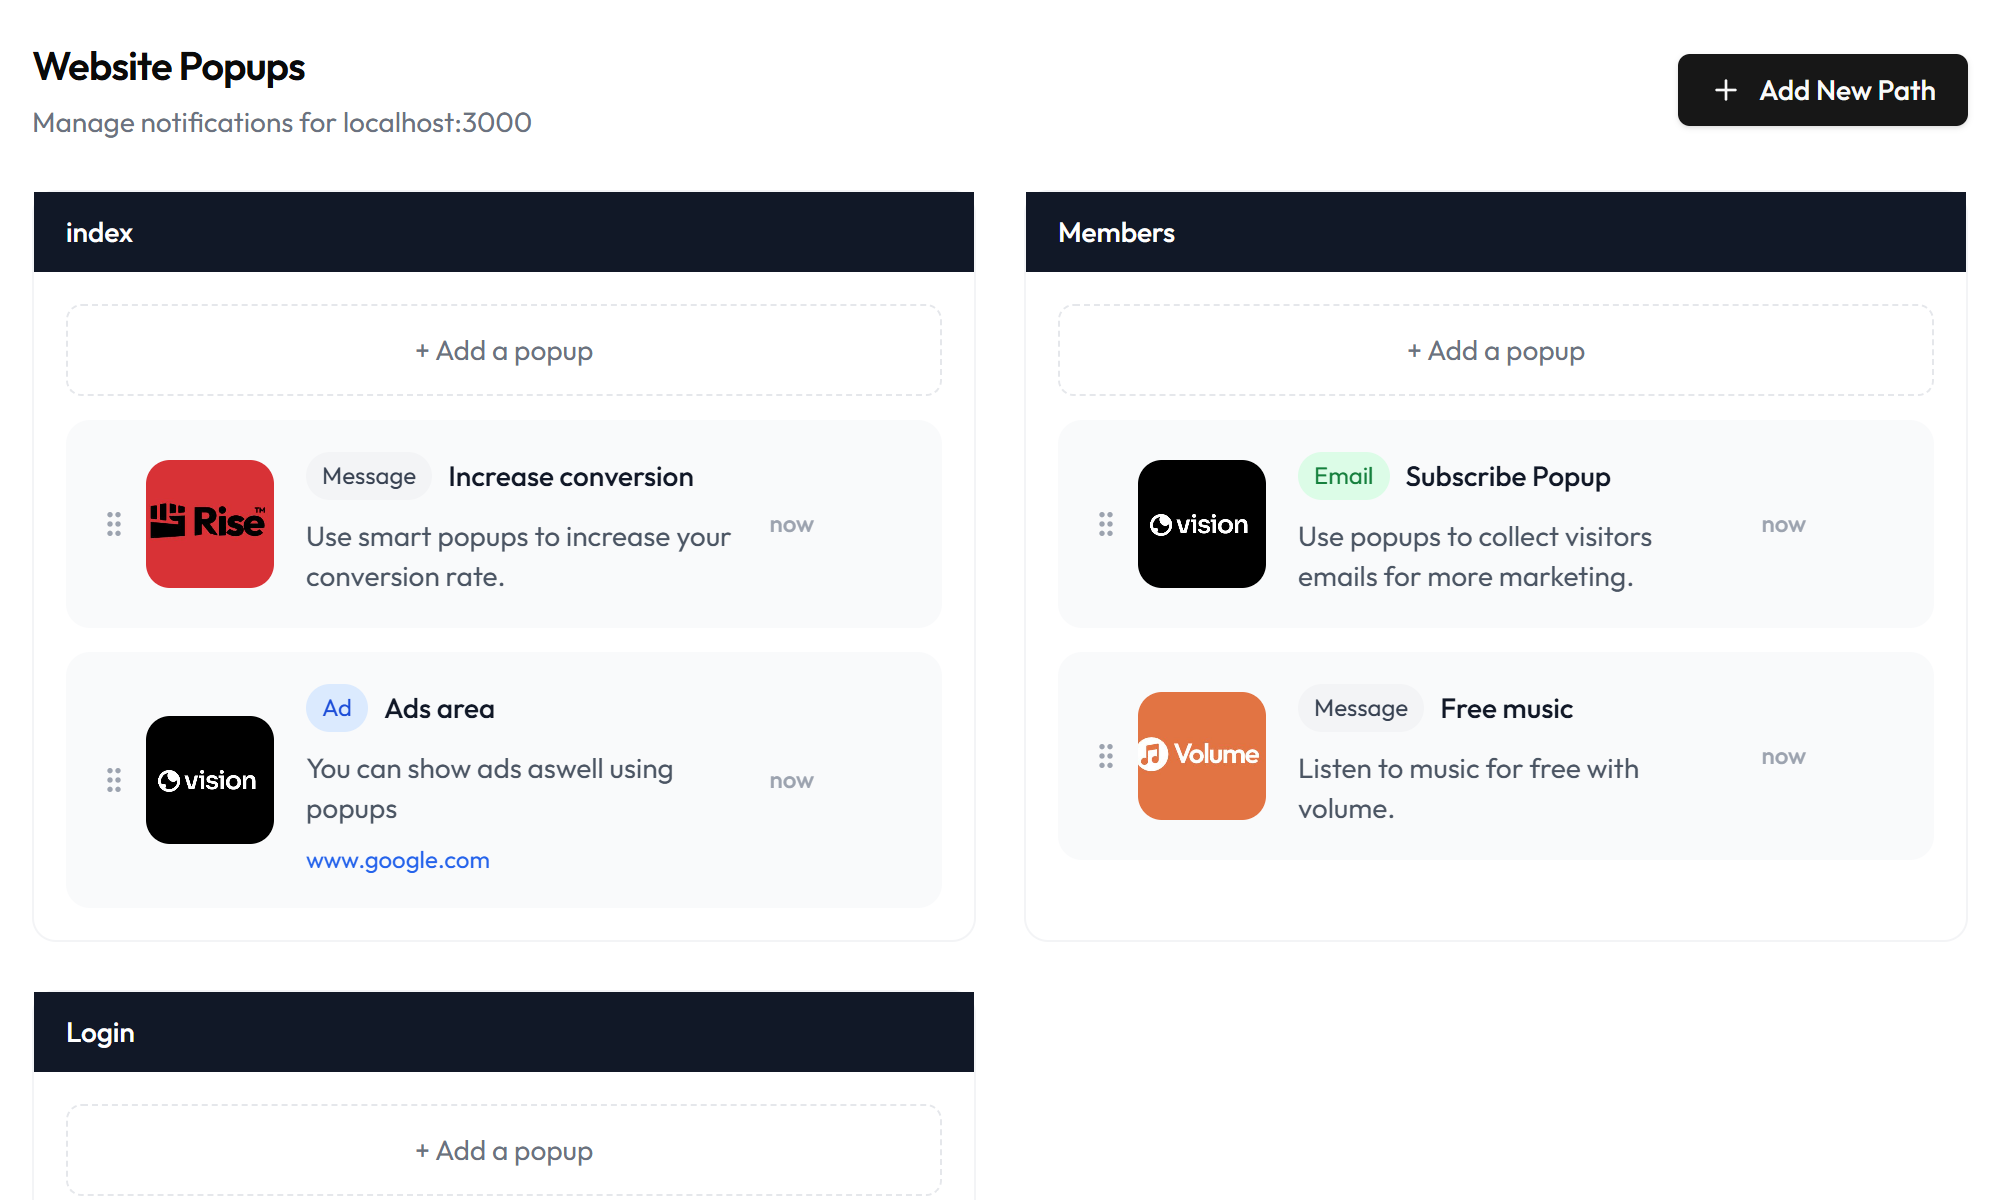 Website Popups
Manage notifications for localhost:3000
+ Add New Path
index
+ Add a popup
Rise™
Message Increase conversion
Use smart popups to increase your
conversion rate.
now
vision
Ad Ads area
You can show ads aswell using
popups
www.google.com
now
Members
+ Add a popup
vision
Email Subscribe Popup
Use popups to collect visitors
emails for more marketing.
now
Volume
Message Free music
Listen to music for free with
volume.
now
Login
+ Add a popup